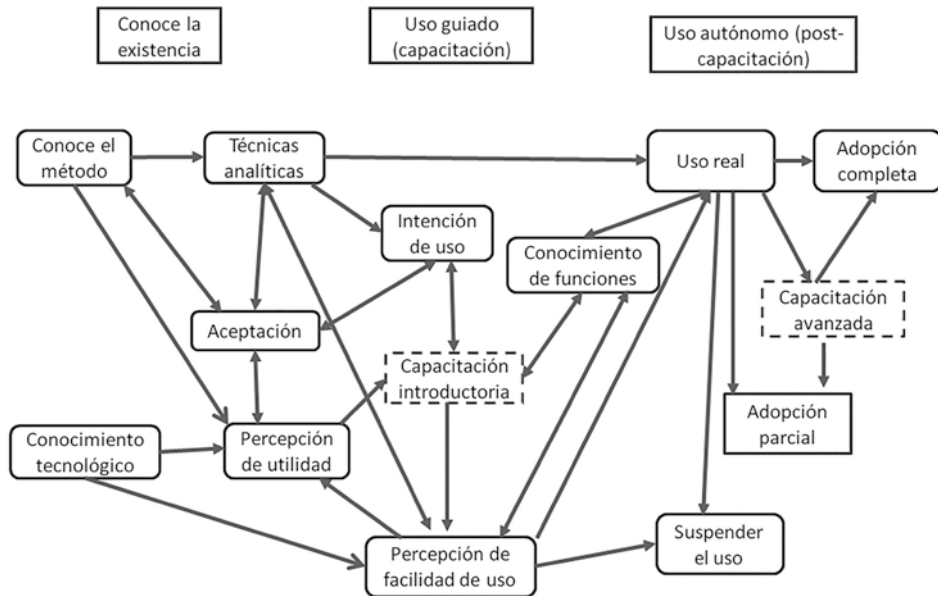 Conoce la
existencia
Uso guiado
(capacitación)
Uso autónomo (post-
capacitación)
Conoce el
método
Técnicas
analíticas
Uso real
Adopción
completa
Intención
de uso
Conocimiento
de funciones
Aceptación
Capacitación
avanzada
Capacitación
introductoria
Adopción
parcial
Conocimiento
tecnológico
Percepción
de utilidad
Percepción de
facilidad de uso
Suspender
el uso